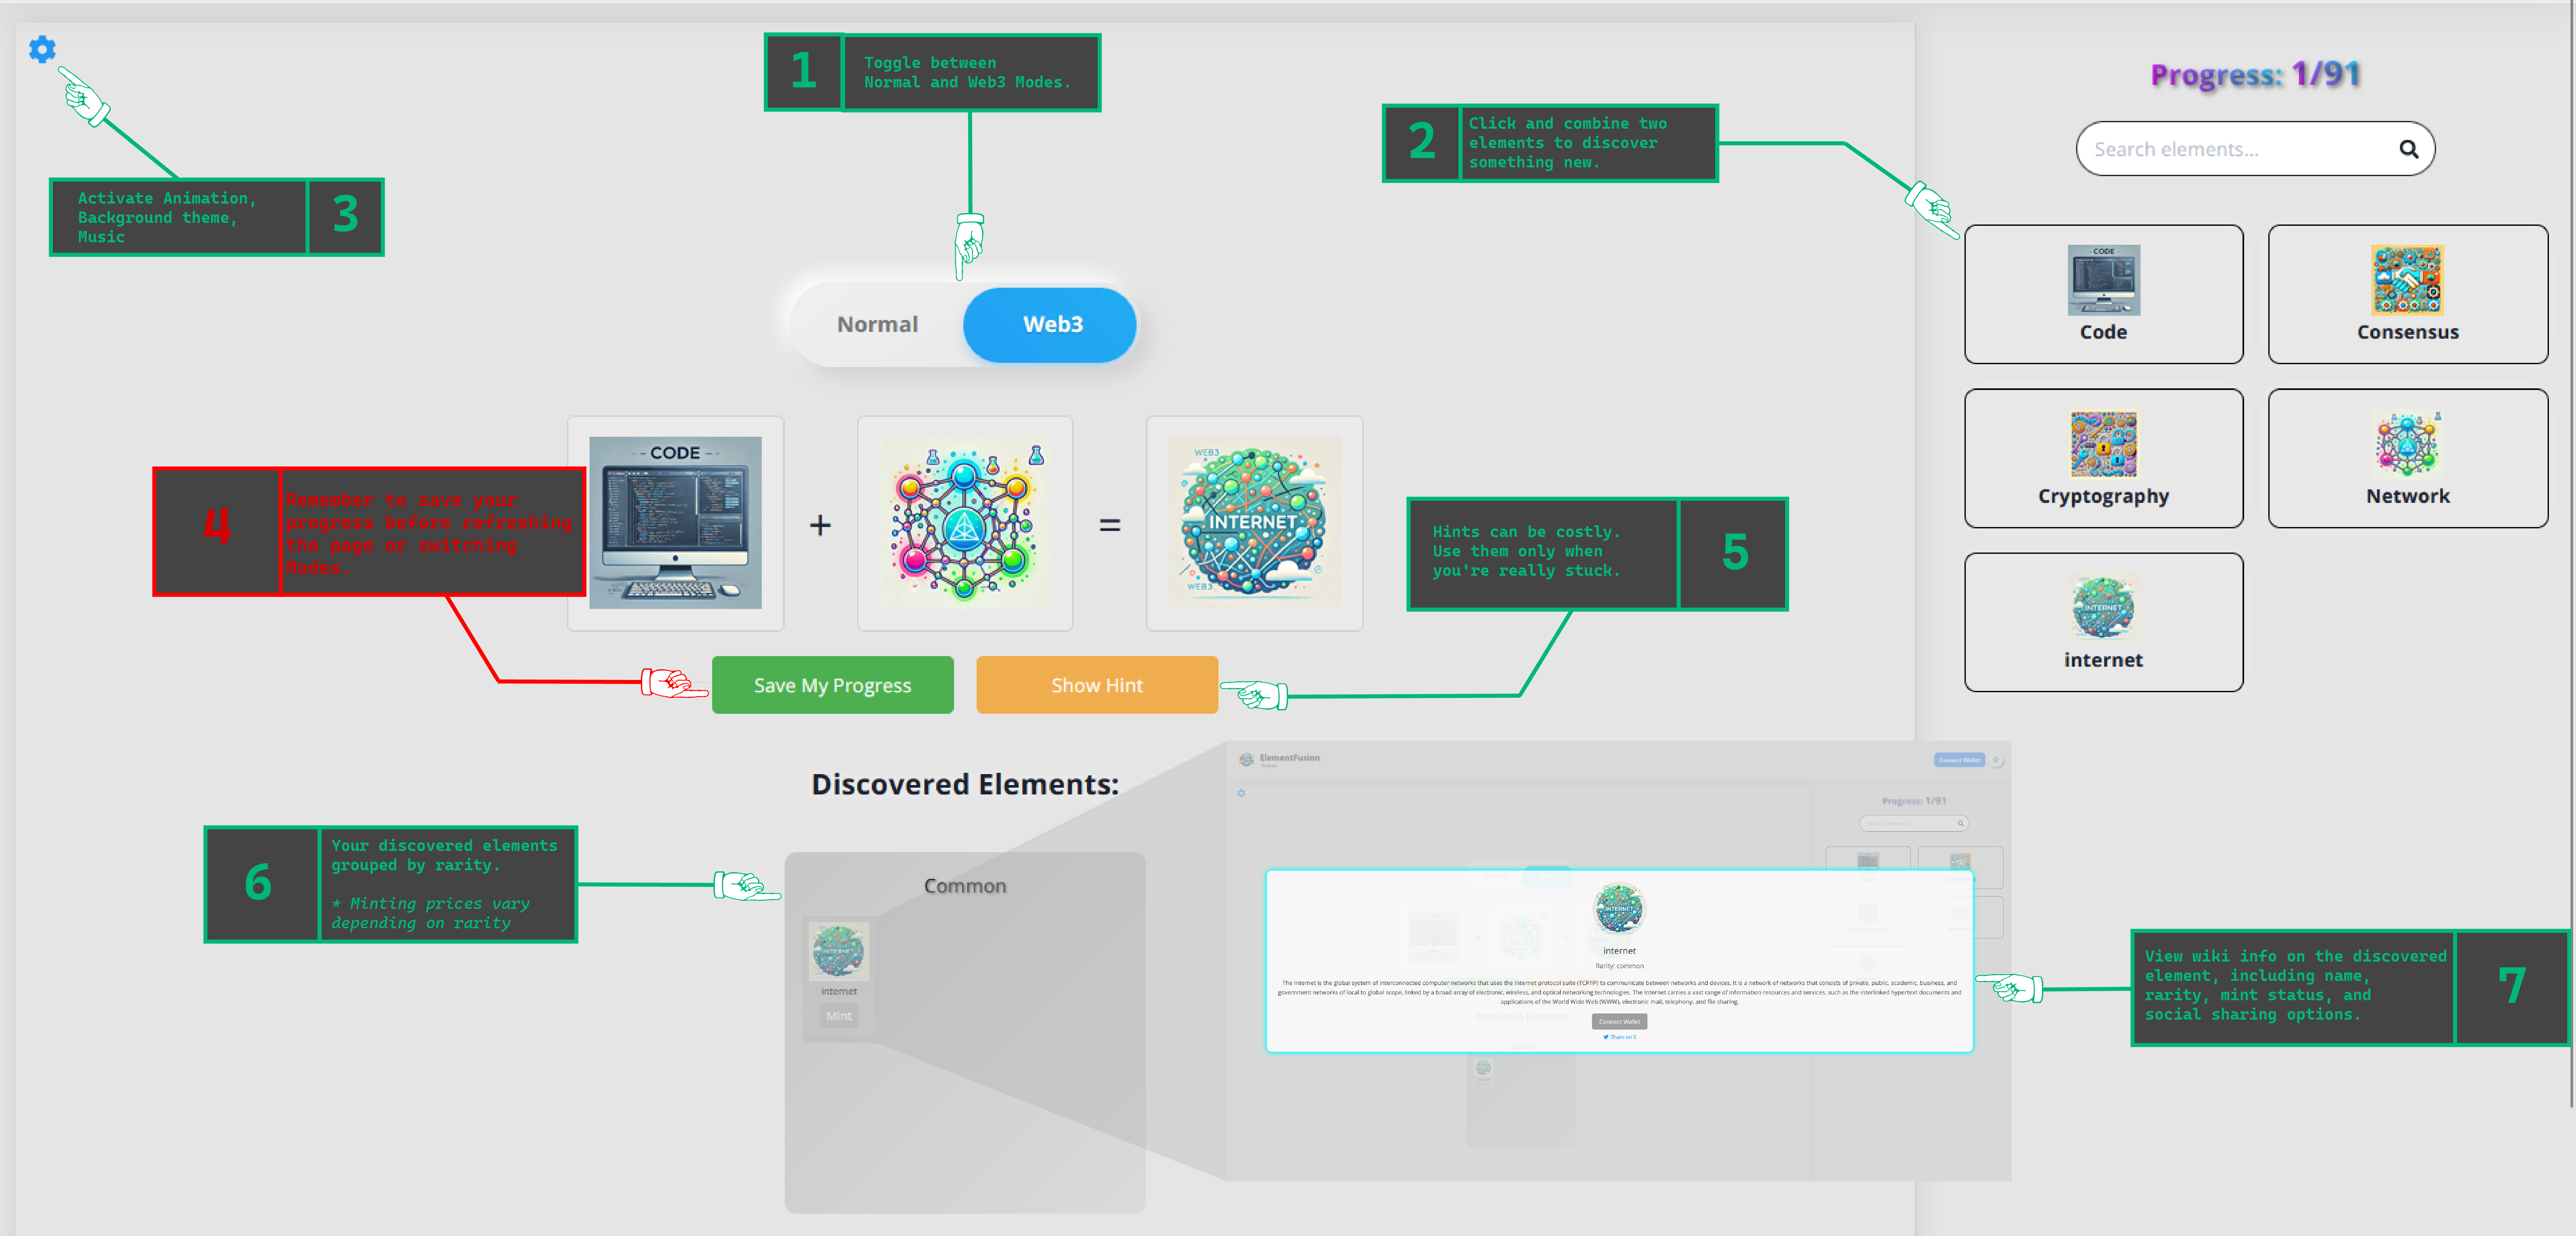 1
Toggle between
Normal and Web3 Modes.
Progress: 1/91
2
Click and combine two
elements to discover
something new.
Search elements...
3
Activate Animation,
Background theme,
Music
Normal
Web3
CODE
Code
Consensus
- CODE -
+
=
WEB3
INTERNET
WEB3
Cryptography
Network
4
Remember to save your
progress before refreshing
the page or switching
Modes.
5
Hints can be costly.
Use them only when
you're really stuck.
INTERNET
internet
Save My Progress
Show Hint
Discovered Elements:
ElementFusion
Connect Wallet
Progress: 1/91
6
Your discovered elements
grouped by rarity.
* Minting prices vary
depending on rarity
Common
INTERNET
internet
Mint
INTERNET
internet
Rarity: common
The Internet is the global system of interconnected computer networks that uses the Internet protocol suite (TCP/IP) to communicate between networks and devices. It is a network of networks that consists of private, public, academic, business, and
government networks of local to global scope, linked by a broad array of electronic, wireless, and optical networking technologies. The Internet carries a vast range of information resources and services, such as the interlinked hypertext documents and
applications of the World Wide Web (WWW), electronic mail, telephony, and file sharing.
Connect Wallet
Share on X
7
View wiki info on the discovered
element, including name,
rarity, mint status, and
social sharing options.